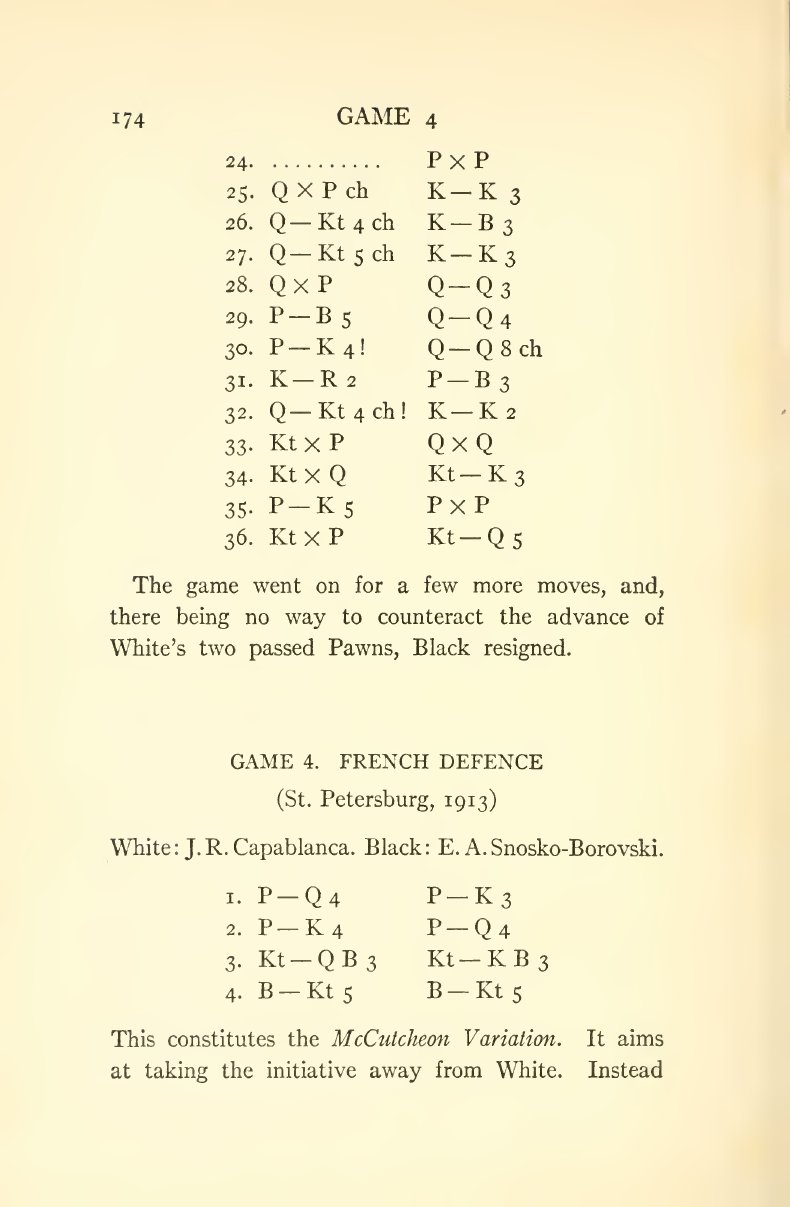 174 GAME 4
24. .......... P × P
25. Q × P ch K—K 3
26. Q—Kt 4 ch K—B 3
27. Q—Kt 5 ch K—K 3
28. Q × P Q—Q 3
29. P—B 5 Q—Q 4
30. P—K 4! Q—Q 8 ch
31. K—R 2 P—B 3
32. Q—Kt 4 ch! K—K 2
33. Kt × P Q × Q
34. Kt × Q Kt—K 3
35. P—K 5 P × P
36. Kt × P Kt—Q 5
The game went on for a few more moves, and,
there being no way to counteract the advance of
White's two passed Pawns, Black resigned.
GAME 4. FRENCH DEFENCE
(St. Petersburg, 1913)
White: J. R. Capablanca. Black: E. A. Snosko-Borovski.
1. P—Q 4 P—K 3
2. P—K 4 P—Q 4
3. Kt—Q B 3 Kt—K B 3
4. B—Kt 5 B—Kt 5
This constitutes the McCutcheon Variation. It aims
at taking the initiative away from White. Instead